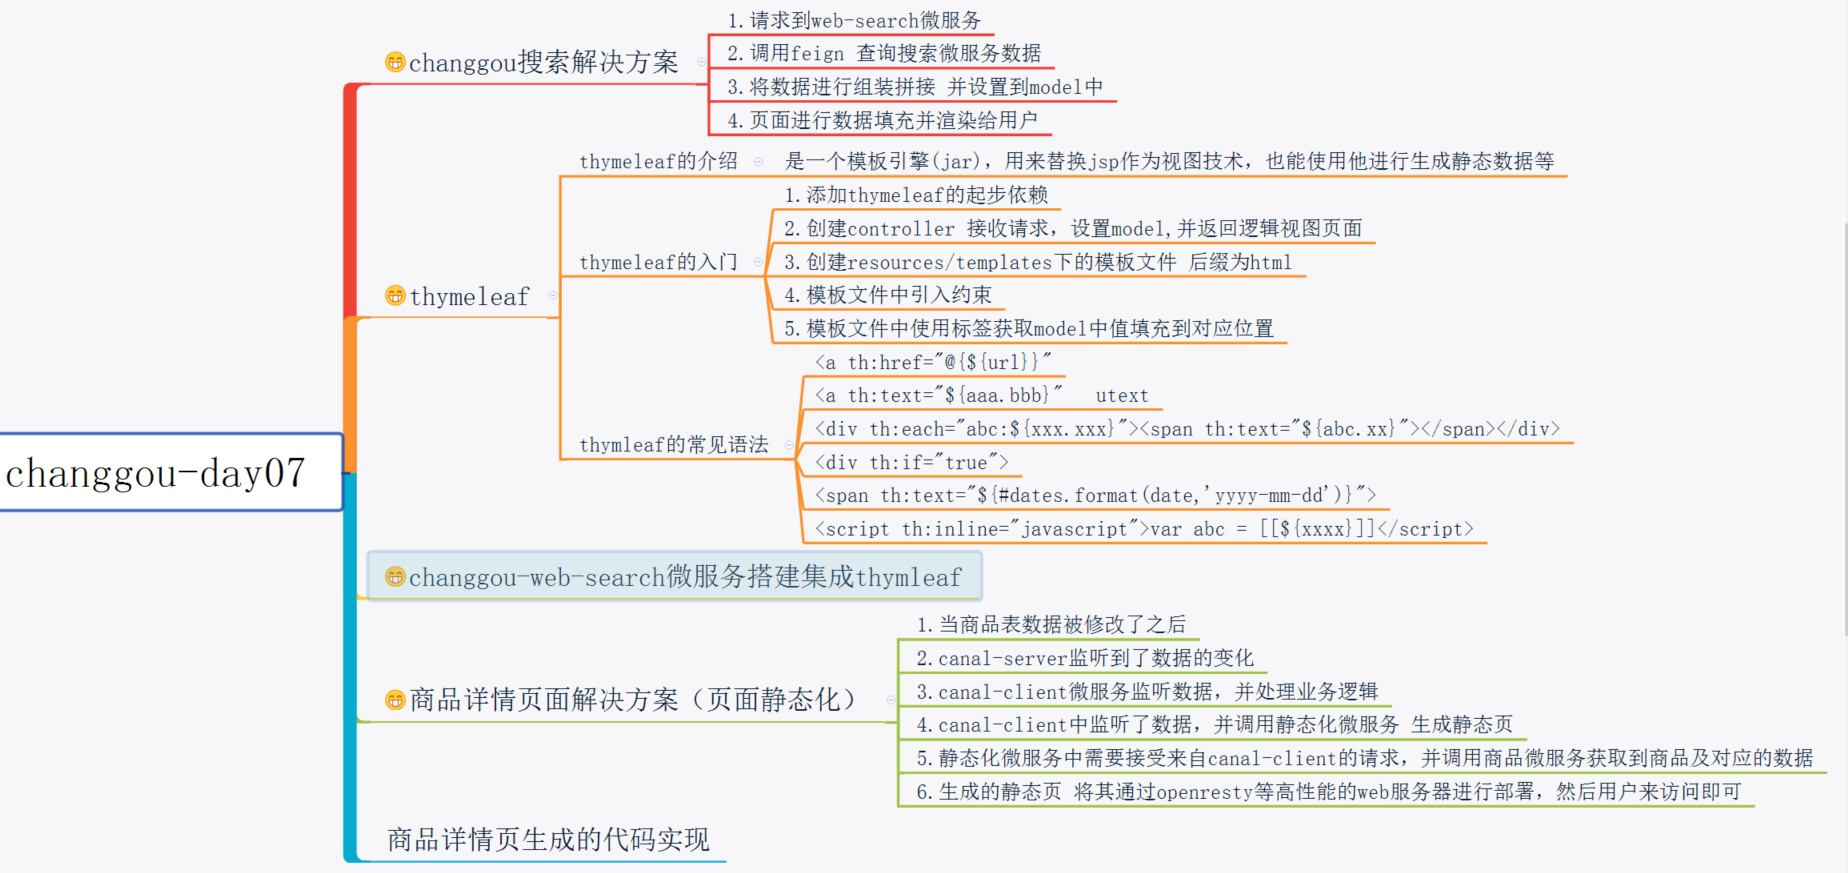 changgou-day07
changgou搜索解决方案
1.请求到web-search微服务
2.调用feign 查询搜索微服务数据
3.将数据进行组装拼接 并设置到model中
4.页面进行数据填充并渲染给用户
thymeleaf
thymeleaf的介绍
是一个模板引擎(jar)，用来替换jsp作为视图技术，也能使用他进行生成静态数据等
thymeleaf的入门
1.添加thymeleaf的起步依赖
2.创建controller 接收请求，设置model,并返回逻辑视图页面
3.创建resources/templates下的模板文件 后缀为html
4.模板文件中引入约束
5.模板文件中使用标签获取model中值填充到对应位置
thymleaf的常见语法
<a th:href="@{${url}}"
<a th:text="${aaa.bbb}" utext
<div th:each="abc:${xxx.xxx}"><span th:text="${abc.xx}"></span></div>
<div th:if="true">
<span th:text="${#dates.format(date,'yyyy-mm-dd')}">
<script th:inline="javascript">var abc = [[${xxxx}]]</script>
changgou-web-search微服务搭建集成thymleaf
商品详情页面解决方案（页面静态化）
1.当商品表数据被修改了之后
2.canal-server监听到了数据的变化
3.canal-client微服务监听数据，并处理业务逻辑
4.canal-client中监听了数据，并调用静态化微服务 生成静态页
5.静态化微服务中需要接受来自canal-client的请求，并调用商品微服务获取到商品及对应的数据
6.生成的静态页 将其通过openresty等高性能的web服务器进行部署，然后用户来访问即可
商品详情页生成的代码实现